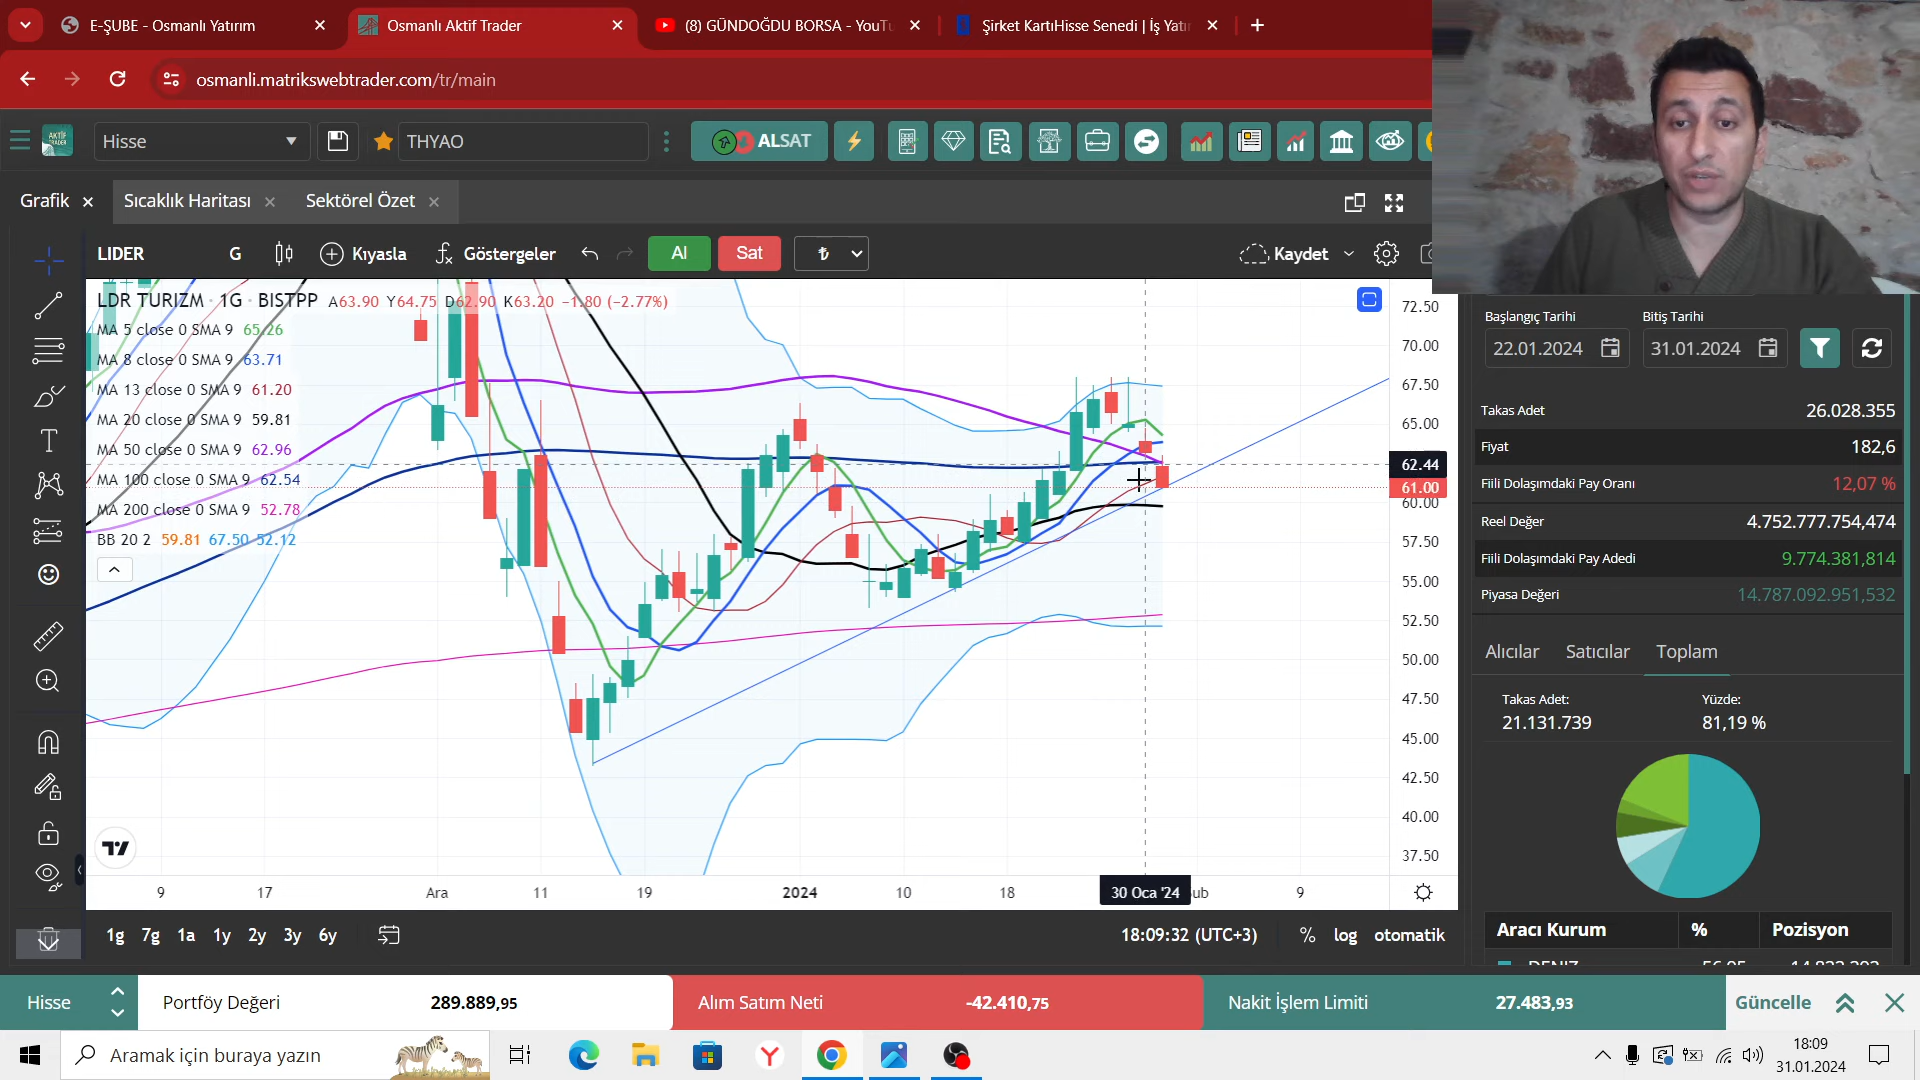 E-ŞUBE - Osmanlı Yatırım
Osmanlı Aktif Trader
(8) GÜNDOĞDU BORSA - YouTu
Şirket KartıHisse Senedi | İş Yatır
osmanli.matrikswebtrader.com/tr/main
AKTİF
TRADER
Hisse
THYAO
ALSAT
Grafik
Sıcaklık Haritası
Sektörel Özet
LIDER
G
Kıyasla
Göstergeler
Al
Sat
₺
Kaydet
LDR TURIZM · 1G · BISTPP A63.90 Y64.75 D62.90 K63.20 −1.80 (−2.77%)
MA 5 close 0 SMA 9 65.26
MA 8 close 0 SMA 9 63.71
MA 13 close 0 SMA 9 61.20
MA 20 close 0 SMA 9 59.81
MA 50 close 0 SMA 9 62.96
MA 100 close 0 SMA 9 62.54
MA 200 close 0 SMA 9 52.78
BB 20 2 59.81 67.50 52.12
72.50
70.00
67.50
65.00
62.44
61.00
60.00
57.50
55.00
52.50
50.00
47.50
45.00
42.50
40.00
37.50
9
17
Ara
11
19
2024
10
18
30 Oca '24
ub
9
1g 7g 1a 1y 2y 3y 6y
18:09:32 (UTC+3)
% log otomatik
Başlangıç Tarihi
Bitiş Tarihi
22.01.2024
31.01.2024
Takas Adet 26.028.355
Fiyat 182,6
Fiili Dolaşımdaki Pay Oranı 12,07 %
Reel Değer 4.752.777.754,474
Fiili Dolaşımdaki Pay Adedi 9.774.381,814
Piyasa Değeri 14.787.092.951,532
Alıcılar Satıcılar Toplam
Takas Adet: Yüzde:
21.131.739 81,19 %
Aracı Kurum % Pozisyon
Hisse
Portföy Değeri 289.889,95
Alım Satım Neti -42.410,75
Nakit İşlem Limiti 27.483,93
Güncelle
Aramak için buraya yazın
18:09
31.01.2024